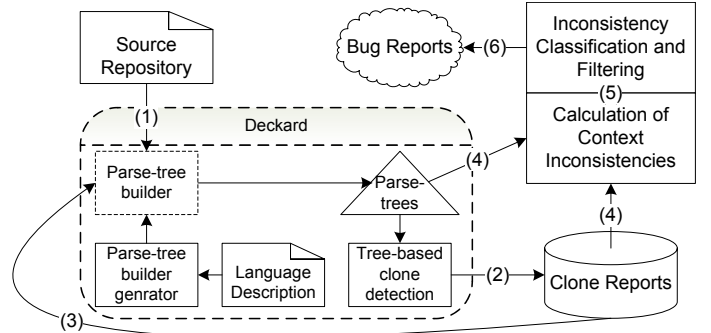 Source
Repository
Bug Reports
(6)
Inconsistency
Classification and
Filtering
(5)
Calculation of
Context
Inconsistencies
(1)
Deckard
Parse-tree
builder
Parse-
trees
(4)
(4)
Parse-tree
builder
genrator
Language
Description
Tree-based
clone
detection
(2)
Clone Reports
(3)